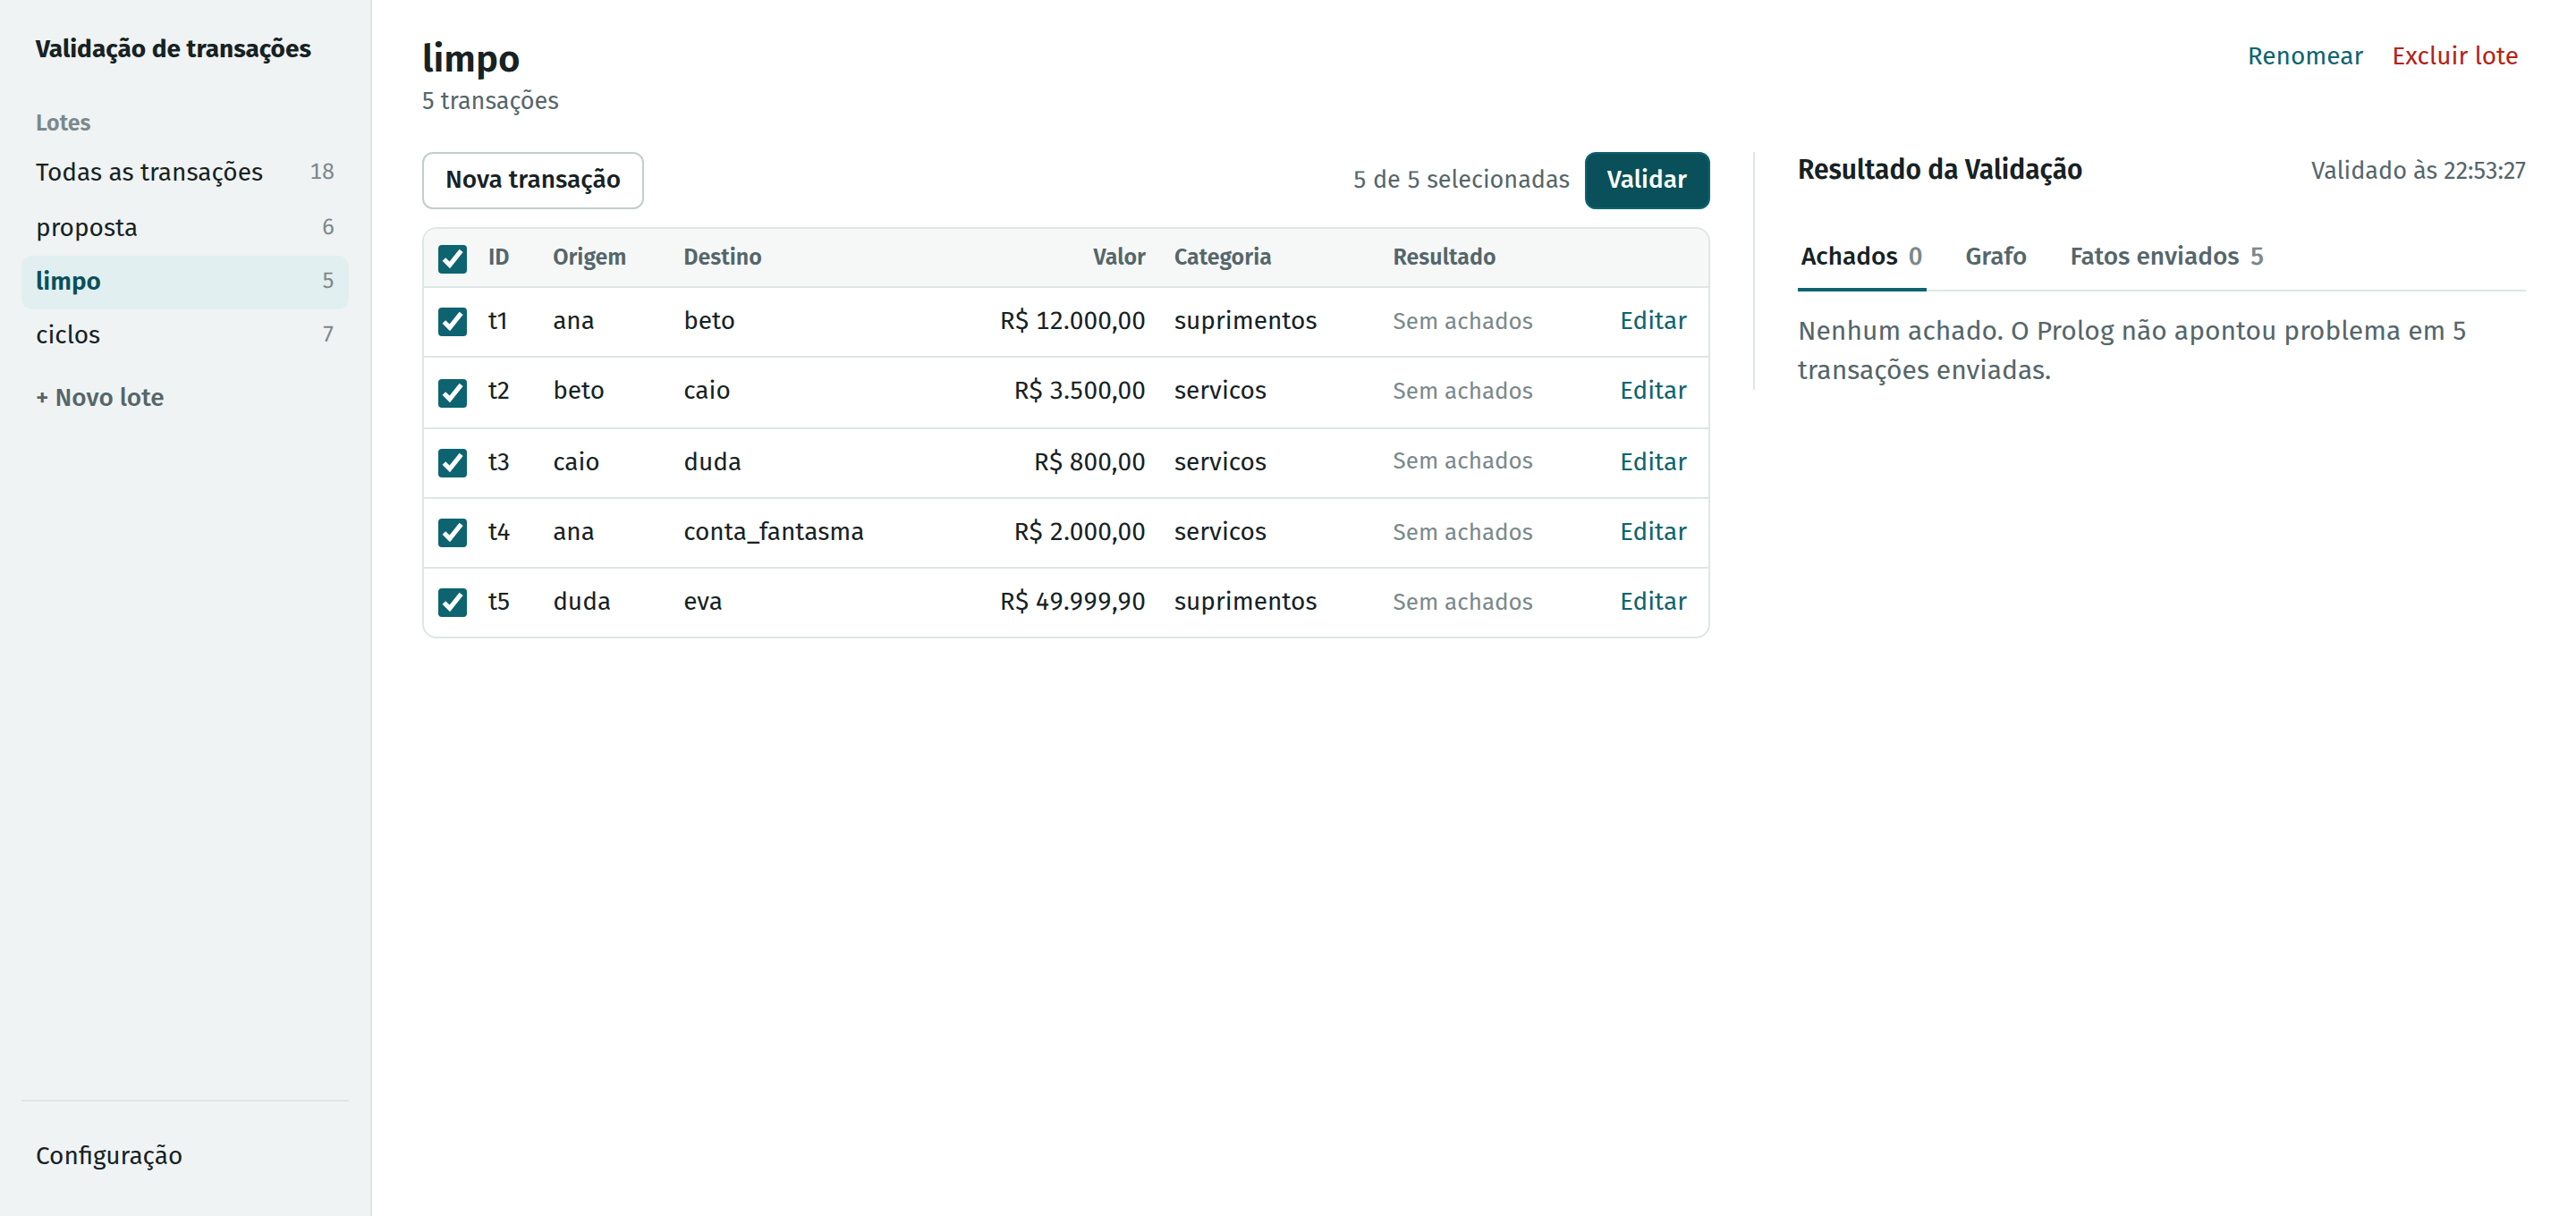 Validação de transações
Lotes
Todas as transações 18
proposta 6
limpo 5
ciclos 7
+ Novo lote
Configuração
limpo
5 transações
Renomear Excluir lote
Nova transação 5 de 5 selecionadas Validar
ID Origem Destino Valor Categoria Resultado
t1 ana beto R$ 12.000,00 suprimentos Sem achados Editar
t2 beto caio R$ 3.500,00 servicos Sem achados Editar
t3 caio duda R$ 800,00 servicos Sem achados Editar
t4 ana conta_fantasma R$ 2.000,00 servicos Sem achados Editar
t5 duda eva R$ 49.999,90 suprimentos Sem achados Editar
Resultado da Validação Validado às 22:53:27
Achados 0 Grafo Fatos enviados 5
Nenhum achado. O Prolog não apontou problema em 5
transações enviadas.